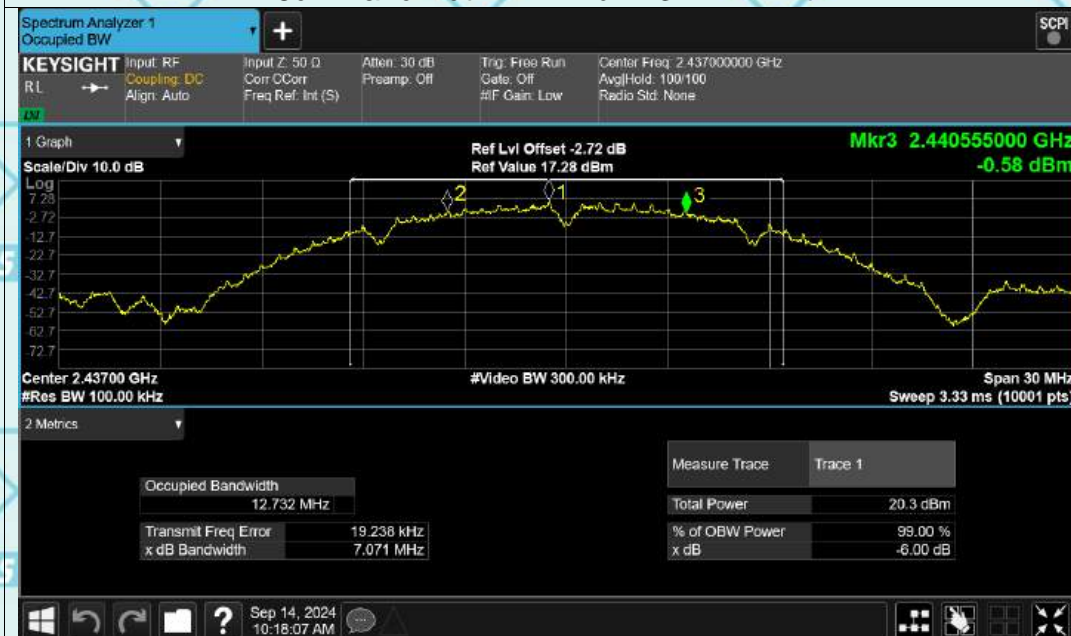 Spectrum Analyzer 1
Occupied BW
+
SCPI
KEYSIGHT Input: RF Input Z: 50 Ω Atten: 30 dB Trig: Free Run Center Freq: 2.437000000 GHz
RL Coupling: DC Corr CCorr Preamp: Off Gate: Off Avg|Hold: 100/100
Align: Auto Freq Ref: Int (S) #IF Gain: Low Radio Std: None
1 Graph
Ref Lvl Offset -2.72 dB Mkr3 2.440555000 GHz
Scale/Div 10.0 dB Ref Value 17.28 dBm -0.58 dBm
Log
7.28
2 1 3
-2.72
-12.7
-22.7
-32.7
-42.7
-52.7
-62.7
-72.7
Center 2.43700 GHz #Video BW 300.00 kHz Span 30 MHz
#Res BW 100.00 kHz Sweep 3.33 ms (10001 pts)
2 Metrics
Measure Trace Trace 1
Occupied Bandwidth
12.732 MHz Total Power 20.3 dBm
Transmit Freq Error 19.238 kHz % of OBW Power 99.00 %
x dB Bandwidth 7.071 MHz x dB -6.00 dB
? Sep 14, 2024
10:18:07 AM